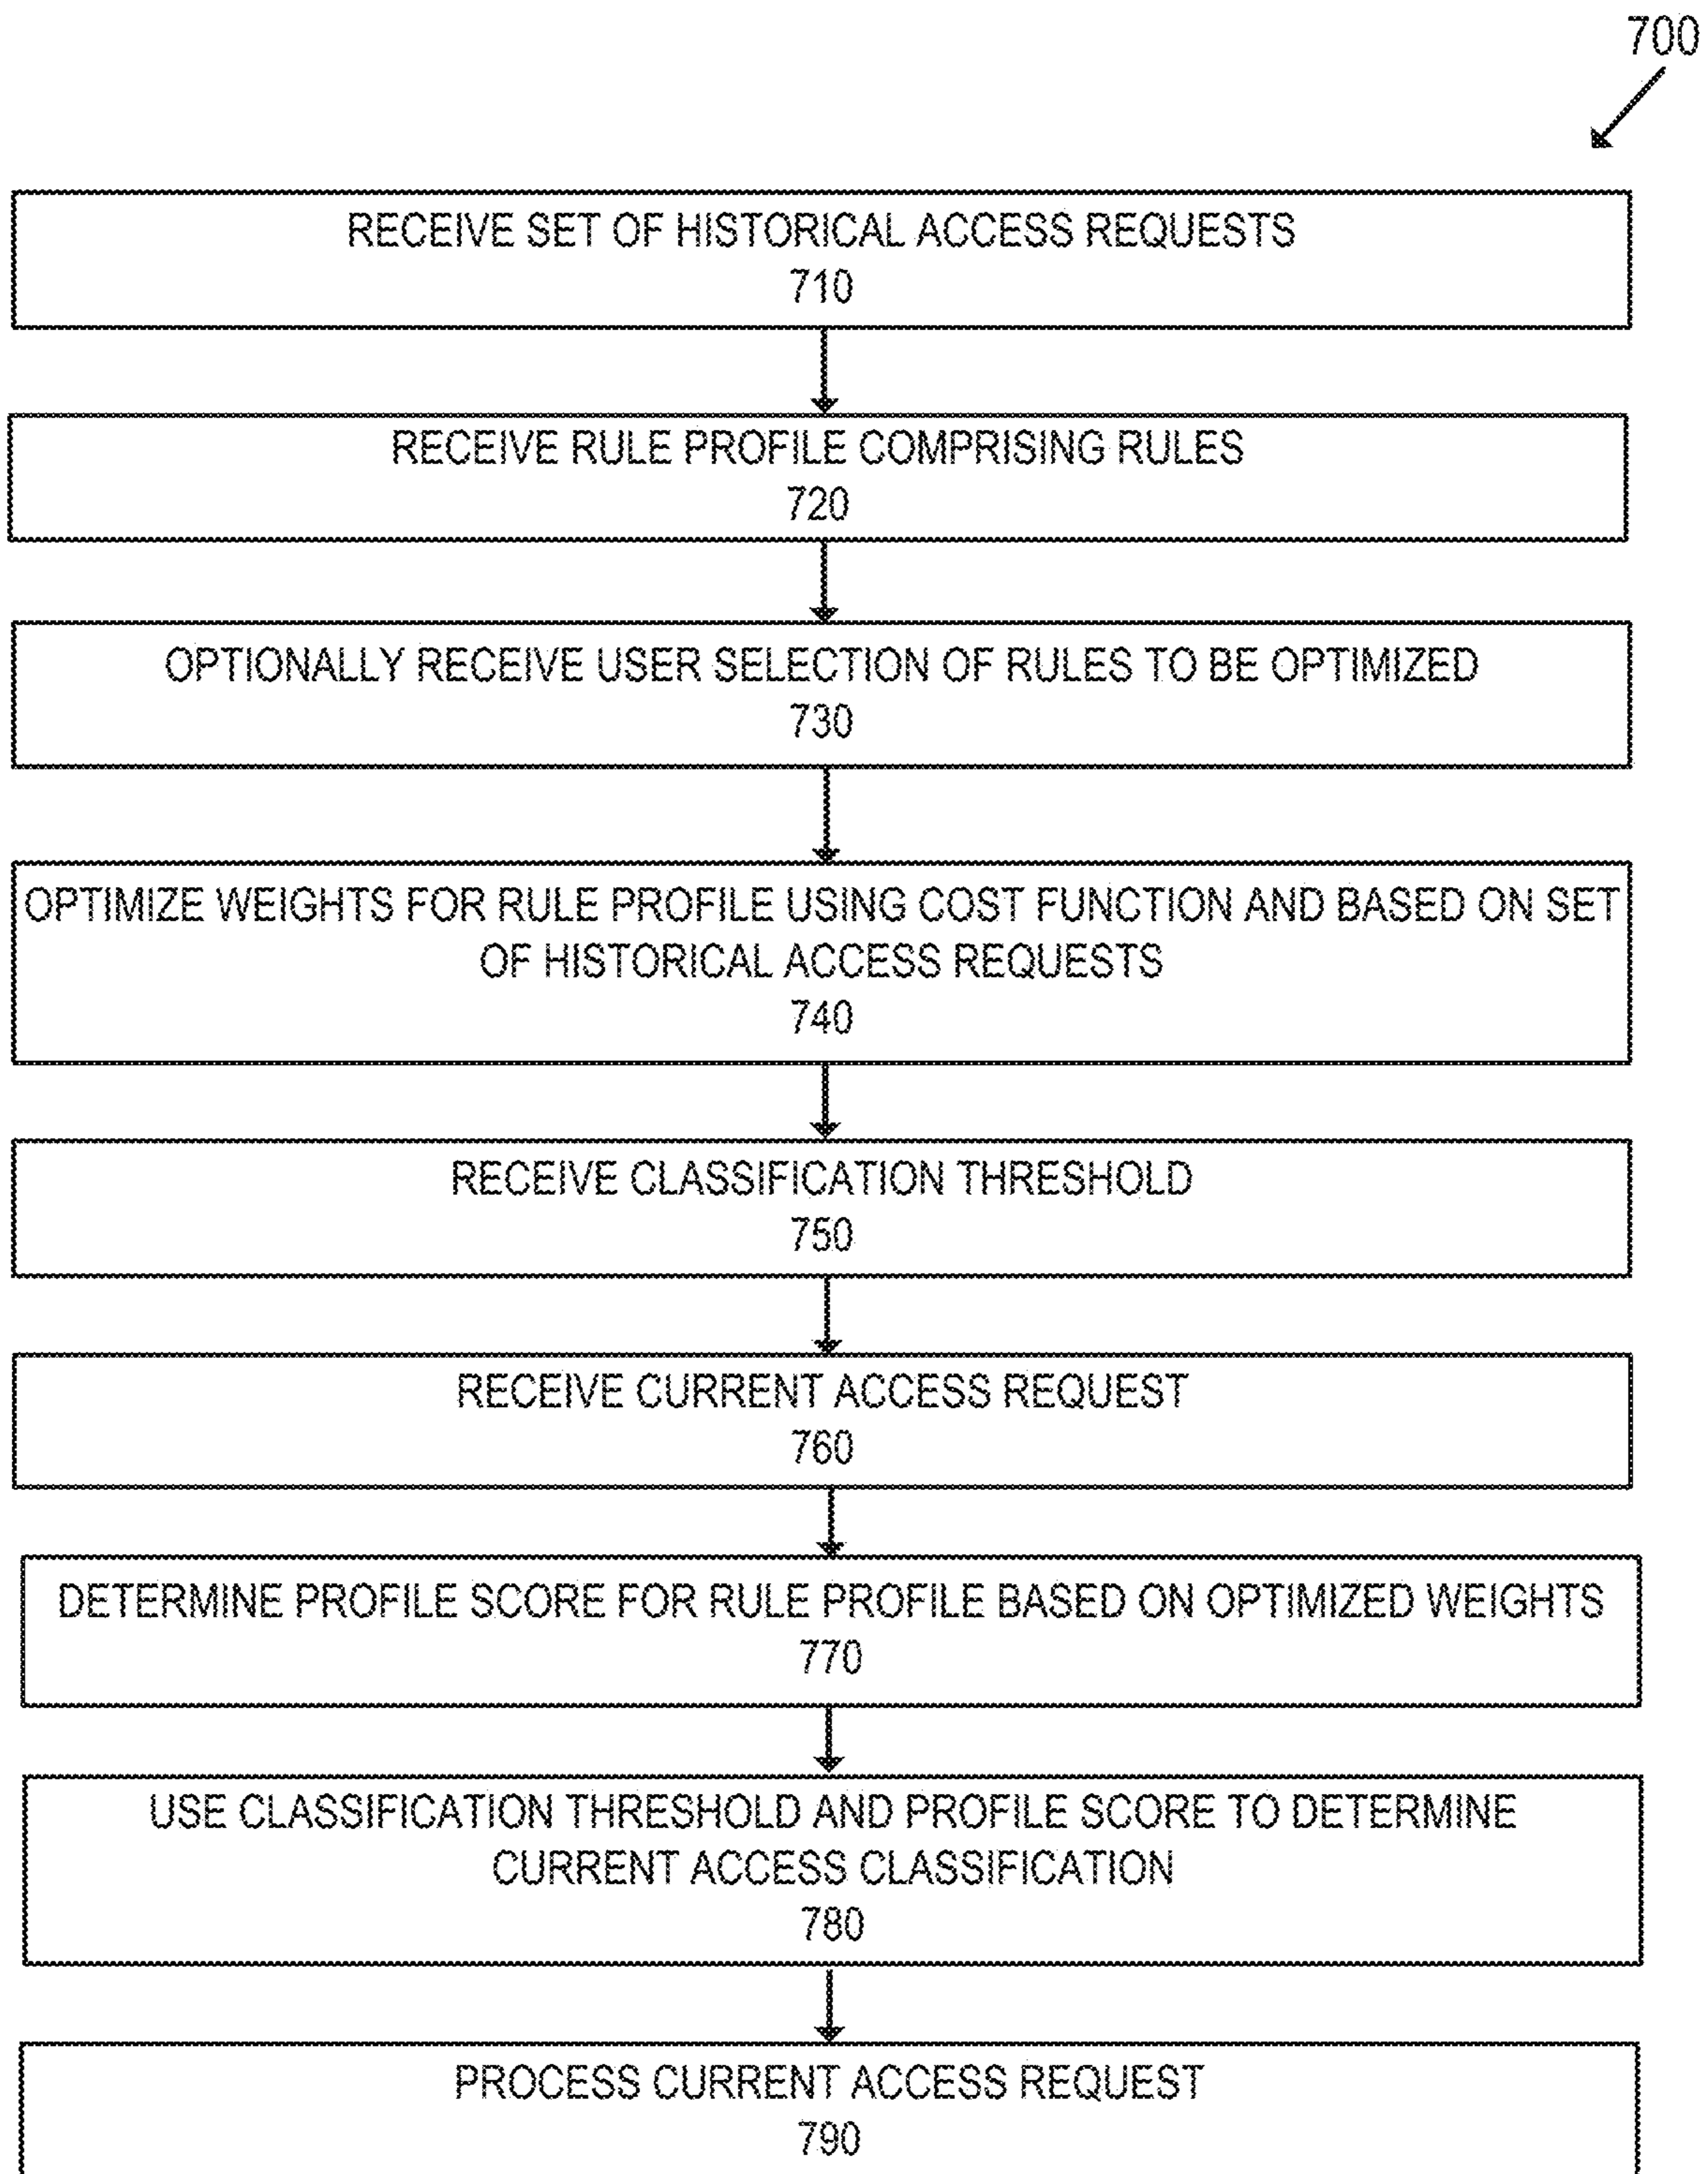 700
RECEIVE SET OF HISTORICAL ACCESS REQUESTS
710
RECEIVE RULE PROFILE COMPRISING RULES
720
OPTIONALLY RECEIVE USER SELECTION OF RULES TO BE OPTIMIZED
730
OPTIMIZE WEIGHTS FOR RULE PROFILE USING COST FUNCTION AND BASED ON SET
OF HISTORICAL ACCESS REQUESTS
740
RECEIVE CLASSIFICATION THRESHOLD
750
RECEIVE CURRENT ACCESS REQUEST
760
DETERMINE PROFILE SCORE FOR RULE PROFILE BASED ON OPTIMIZED WEIGHTS
770
USE CLASSIFICATION THRESHOLD AND PROFILE SCORE TO DETERMINE
CURRENT ACCESS CLASSIFICATION
780
PROCESS CURRENT ACCESS REQUEST
790